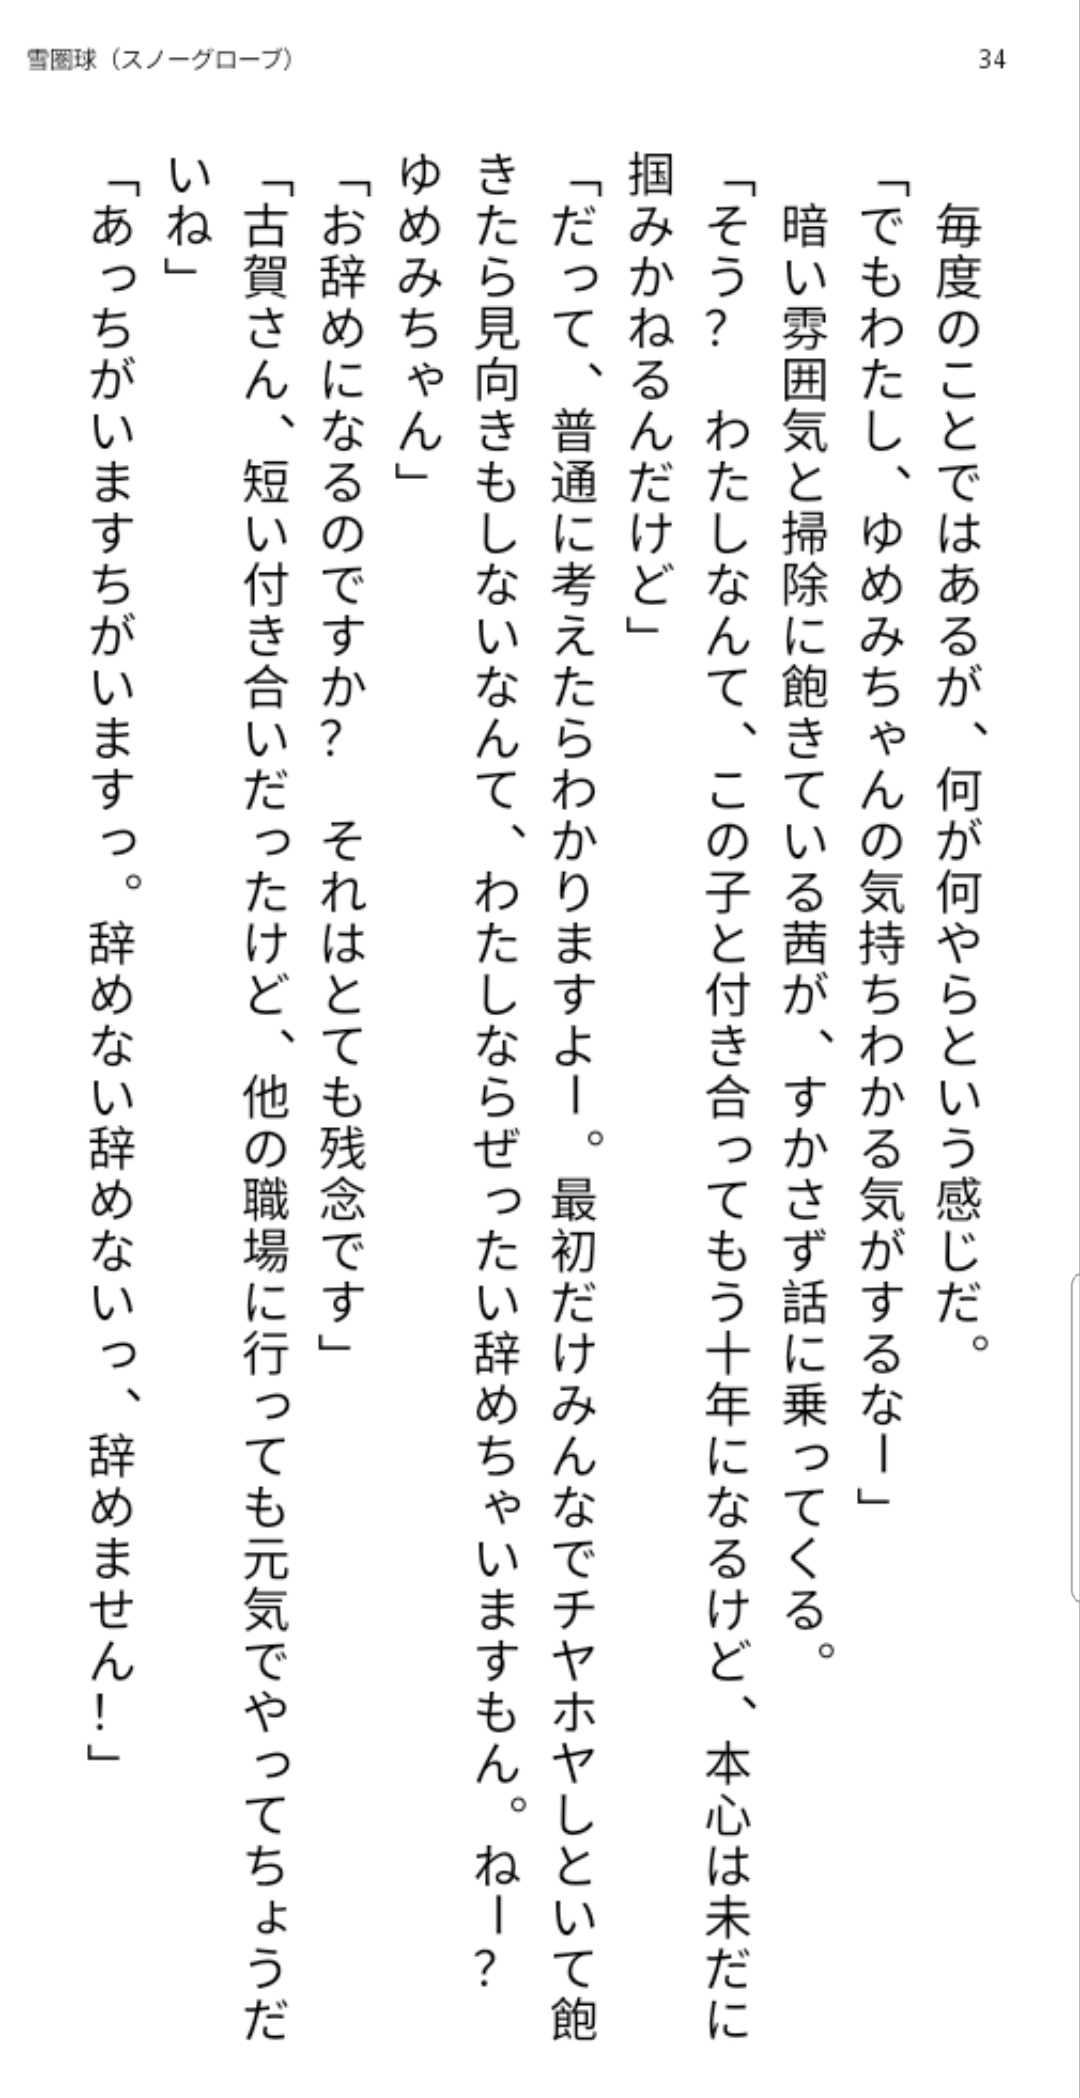 雪圏球（スノーグローブ）
34
　毎度のことではあるが、何が何やらという感じだ。
「でもわたし、ゆめみちゃんの気持ちわかる気がするなー」
　暗い雰囲気と掃除に飽きている茜が、すかさず話に乗ってくる。
「そう？　わたしなんて、この子と付き合ってもう十年になるけど、本心は未だに
掴みかねるんだけど」
「だって、普通に考えたらわかりますよー。最初だけみんなでチヤホヤしといて飽
きたら見向きもしないなんて、わたしならぜったい辞めちゃいますもん。ねー？
ゆめみちゃん」
「お辞めになるのですか？　それはとても残念です」
「古賀さん、短い付き合いだったけど、他の職場に行っても元気でやってちょうだ
いね」
「あっちがいますちがいますっ。辞めない辞めないっ、辞めません！」